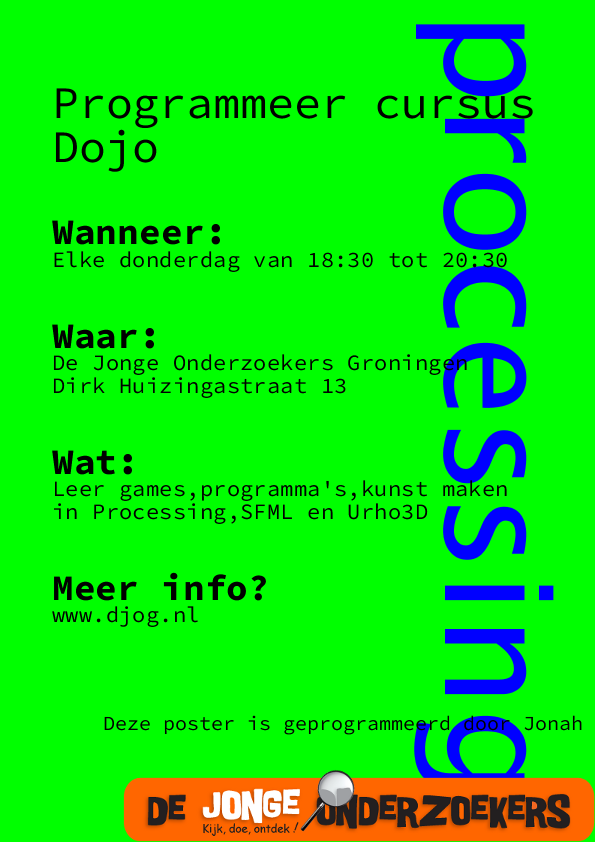 processing
Programmeer cursus
Dojo
Wanneer:
Elke donderdag van 18:30 tot 20:30
Waar:
De Jonge Onderzoekers Groningen
Dirk Huizingastraat 13
Wat:
Leer games,programma's,kunst maken
in Processing,SFML en Urho3D
Meer info?
www.djog.nl
Deze poster is geprogrammeerd door Jonah
DE JONGE ONDERZOEKERS
Kijk, doe, ontdek !